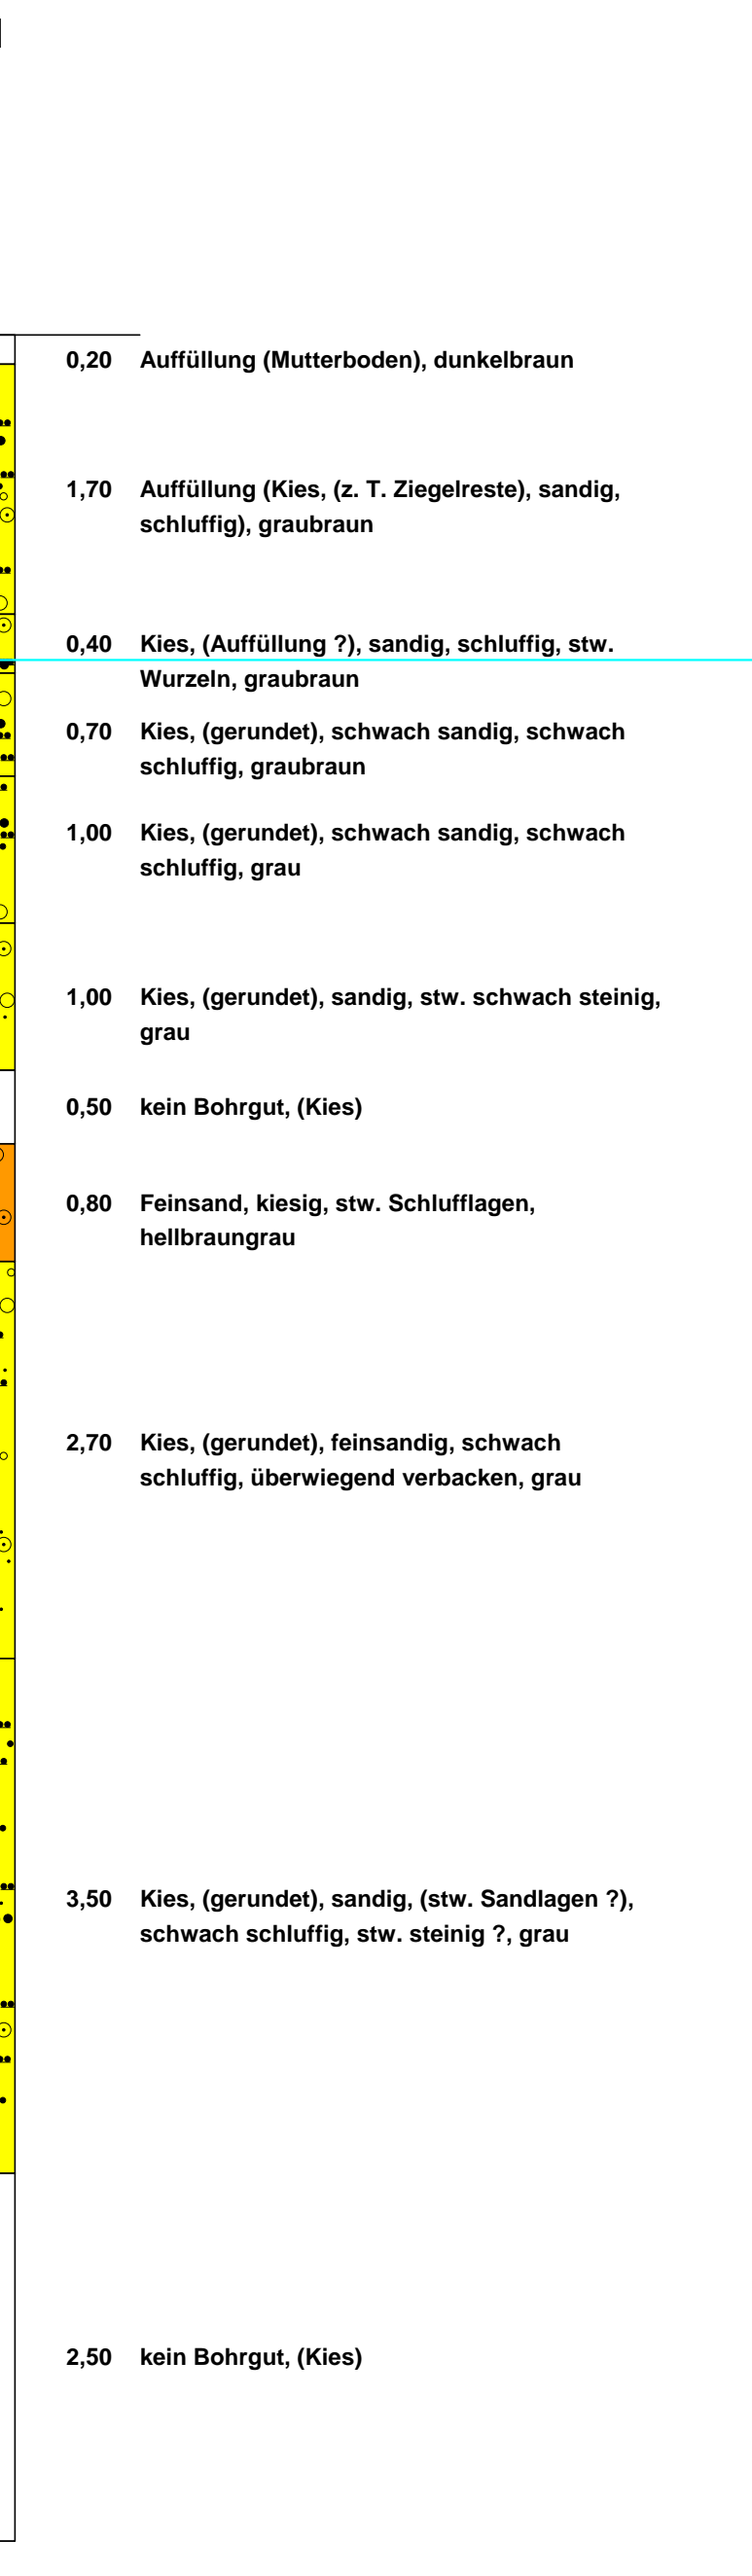 0,20 Auffüllung (Mutterboden), dunkelbraun
1,70 Auffüllung (Kies, (z. T. Ziegelreste), sandig,
schluffig), graubraun
0,40 Kies, (Auffüllung ?), sandig, schluffig, stw.
Wurzeln, graubraun
0,70 Kies, (gerundet), schwach sandig, schwach
schluffig, graubraun
1,00 Kies, (gerundet), schwach sandig, schwach
schluffig, grau
1,00 Kies, (gerundet), sandig, stw. schwach steinig,
grau
0,50 kein Bohrgut, (Kies)
0,80 Feinsand, kiesig, stw. Schlufflagen,
hellbraungrau
2,70 Kies, (gerundet), feinsandig, schwach
schluffig, überwiegend verbacken, grau
3,50 Kies, (gerundet), sandig, (stw. Sandlagen ?),
schwach schluffig, stw. steinig ?, grau
2,50 kein Bohrgut, (Kies)